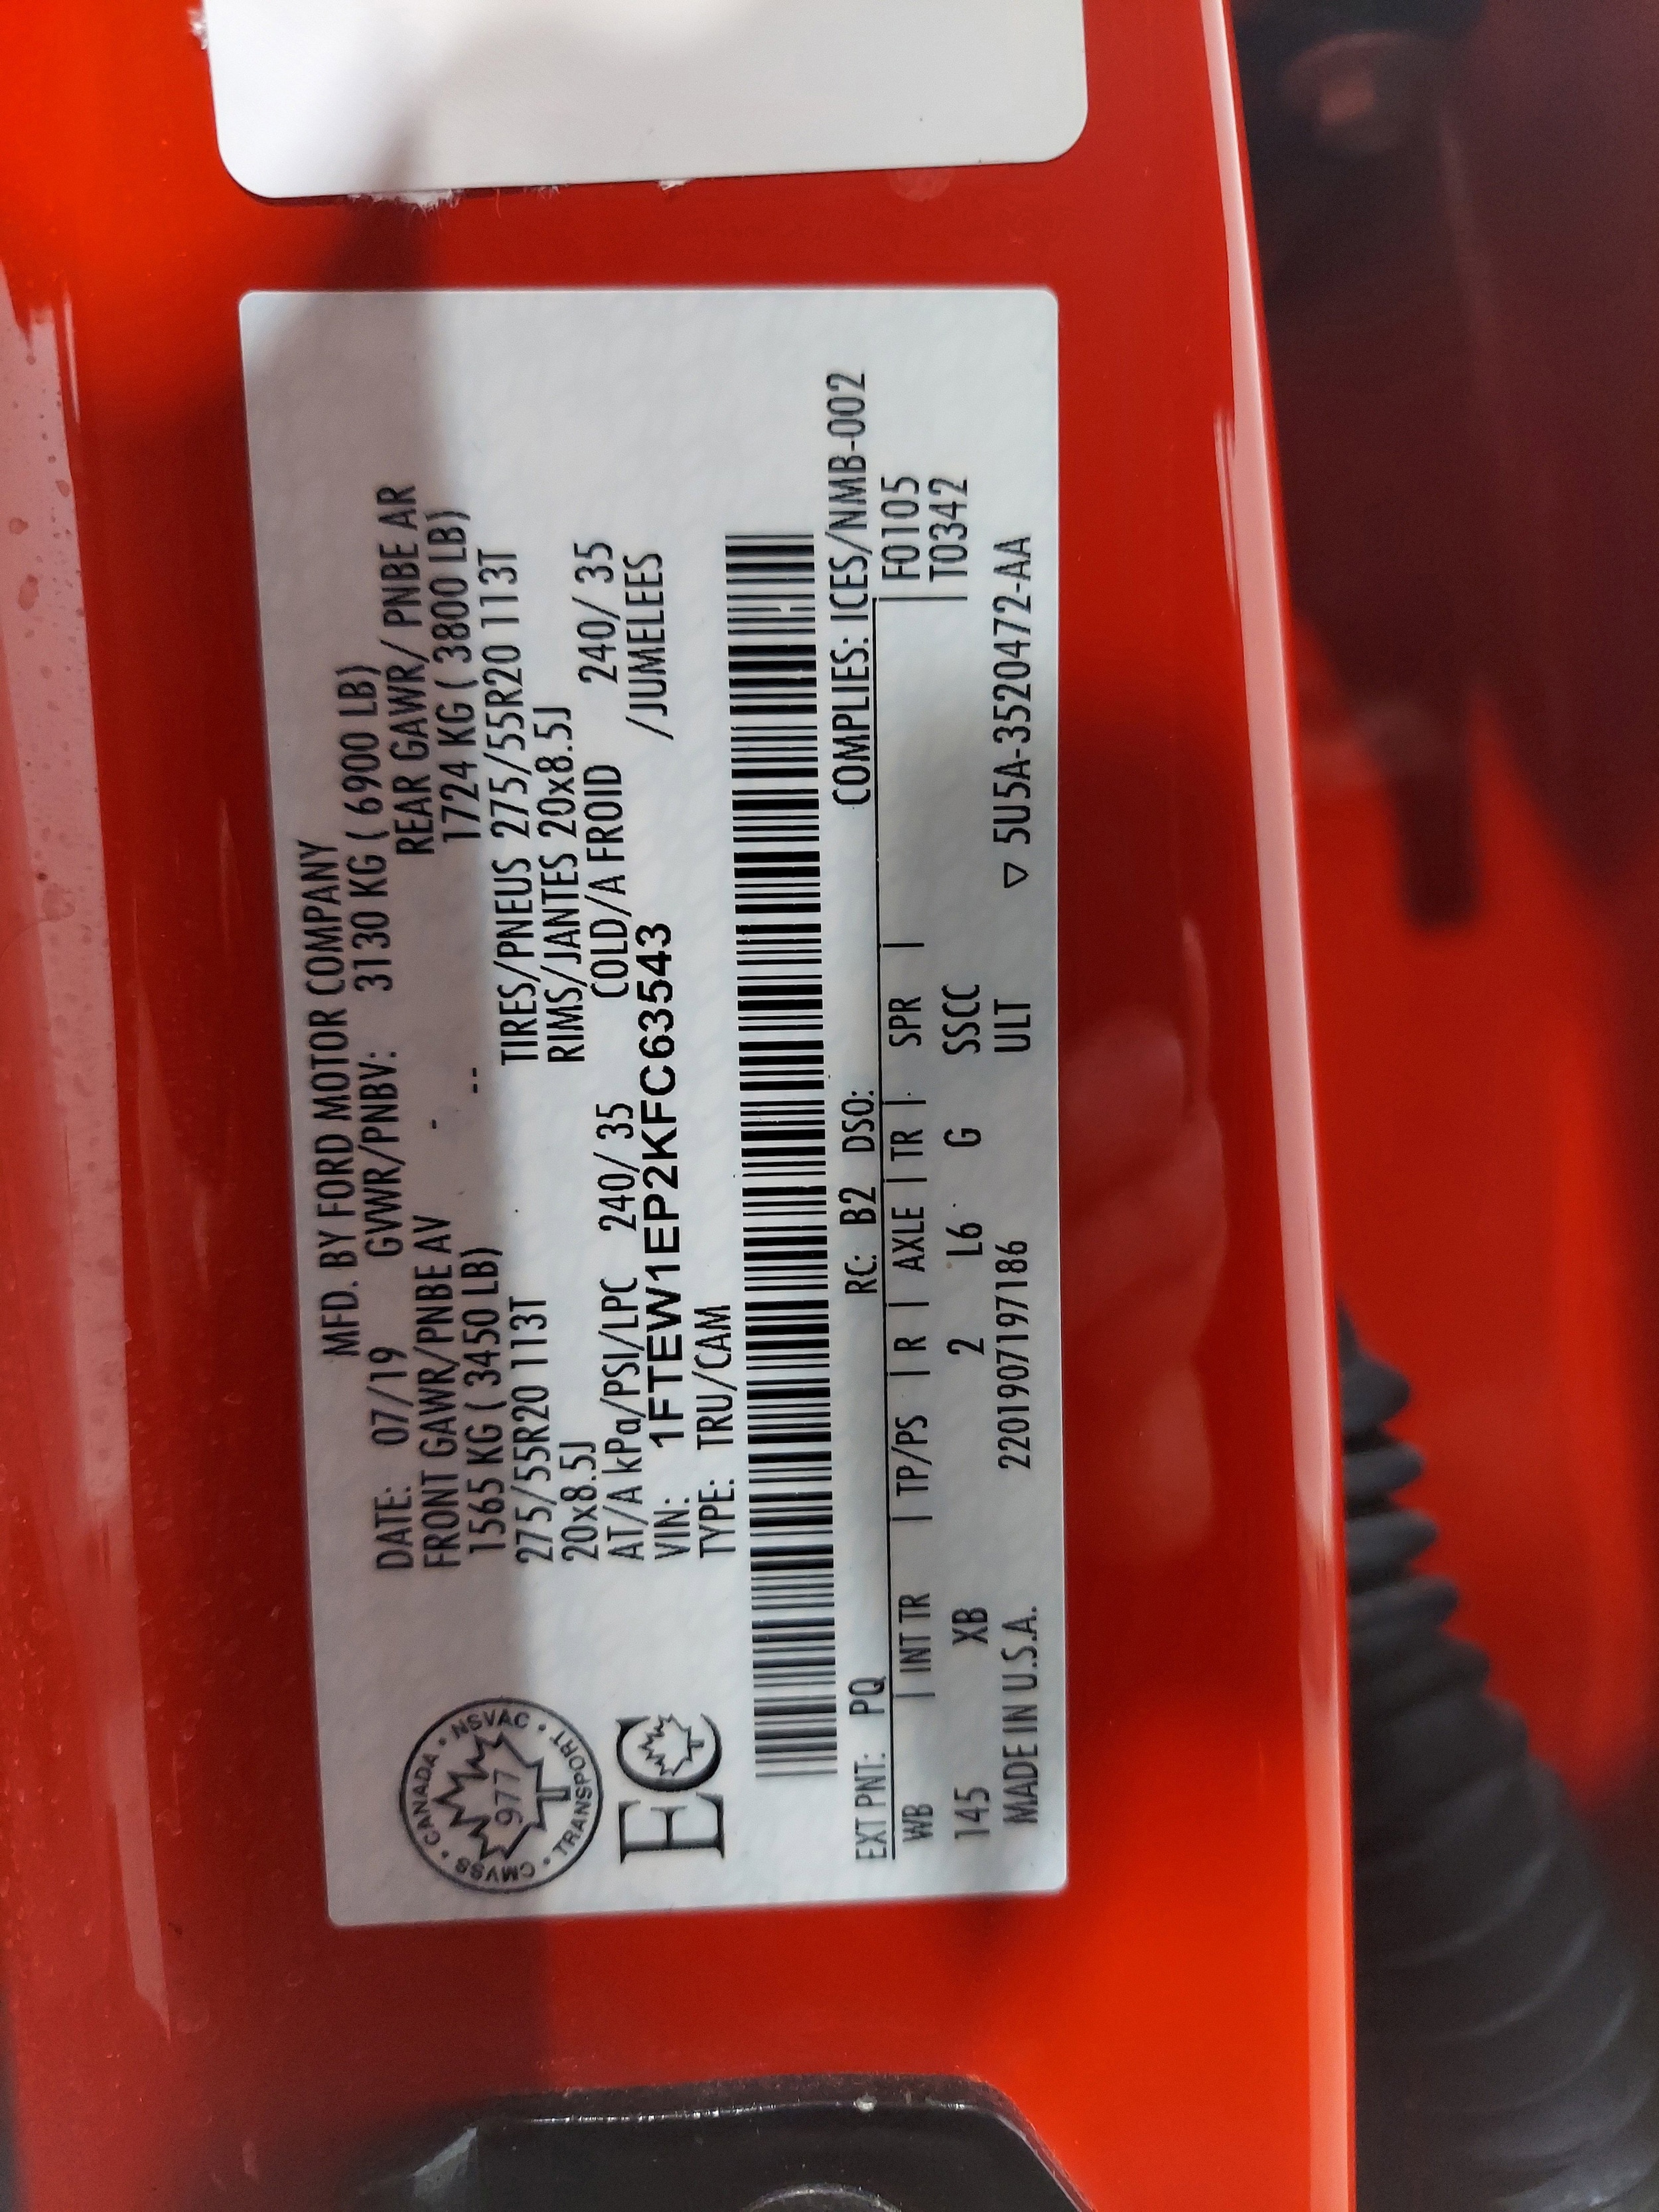 MFD. BY FORD MOTOR COMPANY
DATE: 07/19 GVWR/PNBV: 3130 KG ( 6900 LB)
FRONT GAWR/PNBE AV - REAR GAWR/ PNBE AR
1565 KG ( 3450 LB) -- 1724 KG ( 3800 LB)
275/55R20 113T TIRES/PNEUS 275/55R20 113T
20x8.5J RIMS/JANTES 20x8.5J
AT/A kPa/PSI/LPC 240/ 35 COLD/A FROID 240/ 35
VIN: 1FTEW1EP2KFC63543 /JUMELEES
TYPE: TRU/CAM
CMVSS • CANADA • NSVAC • TRANSPORT •
977
EC
COMPLIES: ICES/NMB-002
EXT PNT: PQ RC: B2 DSO: F0105
WB | INT TR | TP/PS | R | AXLE | TR | SPR | T0342
145 XB 2 L6 G SSCC
MADE IN U.S.A. 220190719​7186 ULT ▽ 5U5A-3520472-AA